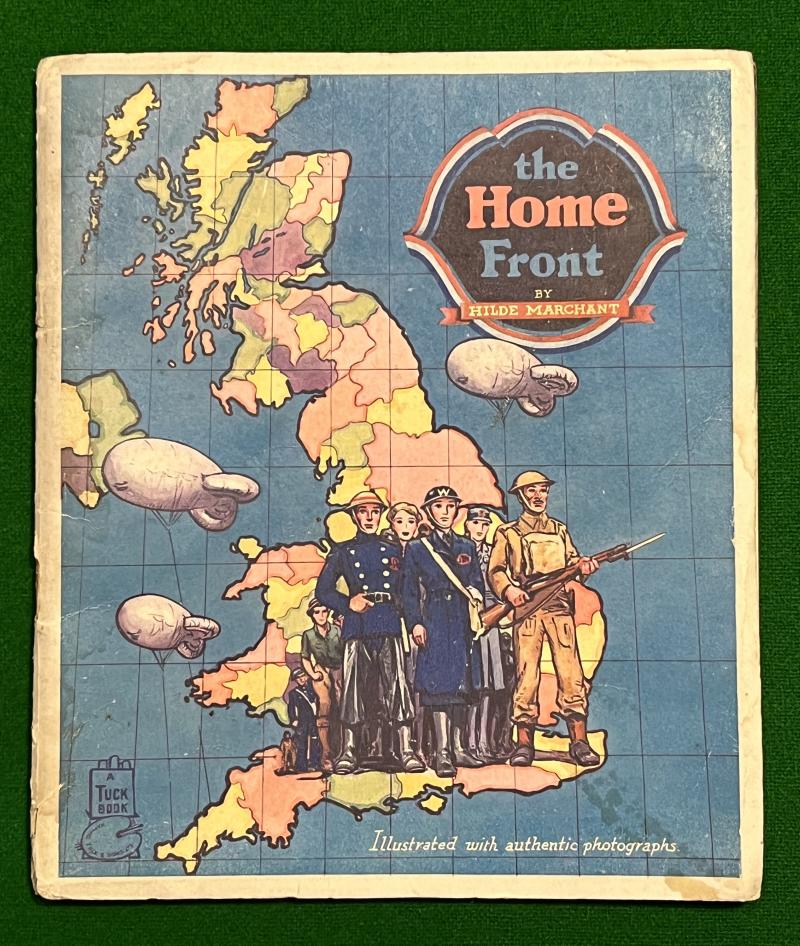 the
Home
Front
BY
HILDE MARCHANT
W
A
TUCK
BOOK
Illustrated with authentic photographs.